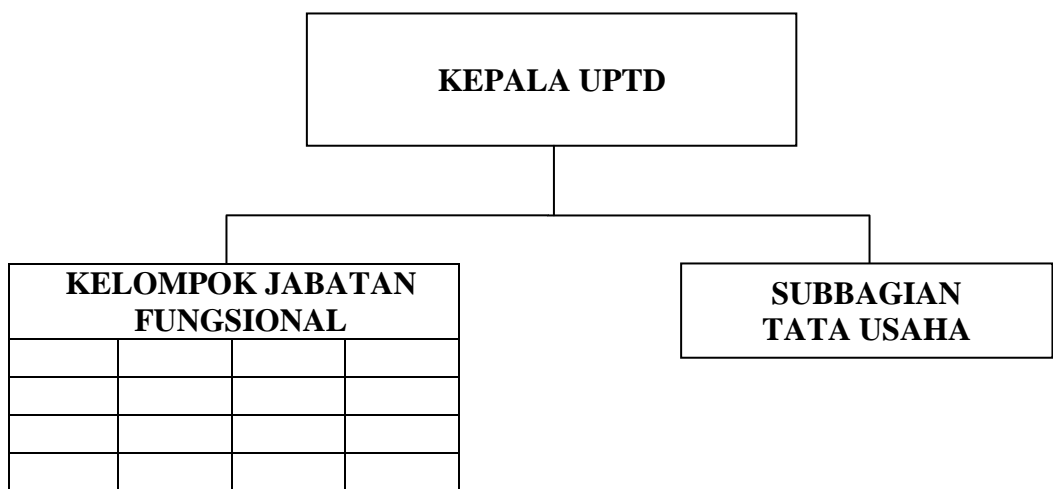 KEPALA UPTD
KELOMPOK JABATAN
FUNGSIONAL
SUBBAGIAN
TATA USAHA